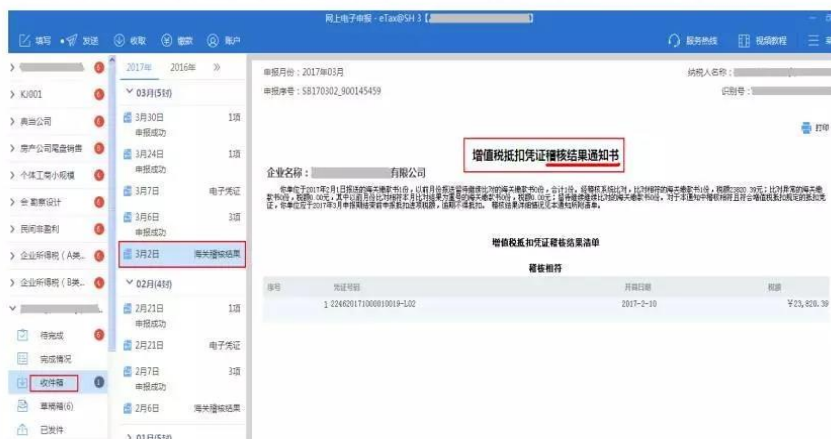 网上电子申报 - eTax@SH 3【
填写 发送 收取 缴款 账户
服务热线 视频教程
KJ001
典当公司
房产公司尾盘销售
个体工商小规模
会 勘察设计
民间非盈利
企业所得税（A类..
企业所得税（B类..
待完成
完成情况
收件箱
草稿箱(6)
已发件
2017年 2016年 »
03月(5封)
3月30日 1项
申报成功
3月24日 1项
申报成功
3月7日 电子凭证
3月6日 3项
申报成功
3月2日 海关稽核结果
02月(4封)
2月21日 1项
申报成功
2月21日 电子凭证
2月7日 3项
申报成功
2月6日 海关稽核结果
01月(5封)
申报月份：2017年03月 纳税人名称：
申报序号：SB170302_900145459 识别号：
打印
增值税抵扣凭证稽核结果通知书
企业名称： 有限公司
增值税抵扣凭证稽核结果清单
稽核相符
序号 凭证号码 开具日期 税额
1 224620171000010019-L02 2017-2-10 ¥23,820.39